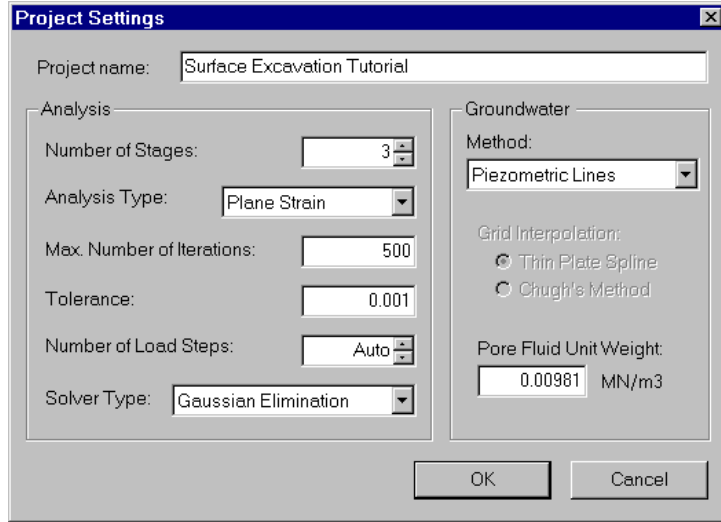 Project Settings
Project name: Surface Excavation Tutorial
Analysis
Number of Stages: 3
Analysis Type: Plane Strain
Max. Number of Iterations: 500
Tolerance: 0.001
Number of Load Steps: Auto
Solver Type: Gaussian Elimination
Groundwater
Method:
Piezometric Lines
Grid Interpolation:
Thin Plate Spline
Chugh's Method
Pore Fluid Unit Weight:
0.00981 MN/m3
OK Cancel